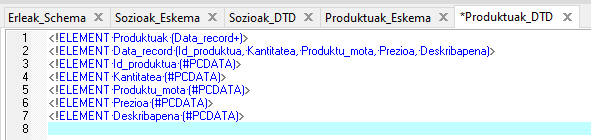 Erleak_Schema X Sozioak_Eskema X Sozioak_DTD X Produktuak_Eskema X *Produktuak_DTD X
1 <!ELEMENT Produktuak (Data_record+)>
2 <!ELEMENT Data_record (Id_produktua, Kantitatea, Produktu_mota, Prezioa, Deskribapena)>
3 <!ELEMENT Id_produktua (#PCDATA)>
4 <!ELEMENT Kantitatea (#PCDATA)>
5 <!ELEMENT Produktu_mota (#PCDATA)>
6 <!ELEMENT Prezioa (#PCDATA)>
7 <!ELEMENT Deskribapena (#PCDATA)>
8